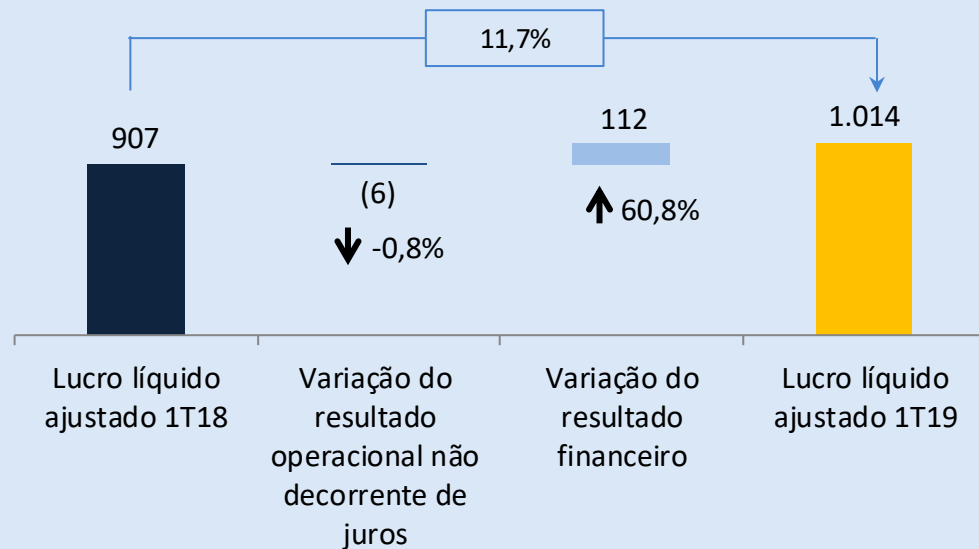 11,7%
907
(6)
-0,8%
112
60,8%
1.014
Lucro líquido
ajustado 1T18
Variação do
resultado
operacional não
decorrente de
juros
Variação do
resultado
financeiro
Lucro líquido
ajustado 1T19